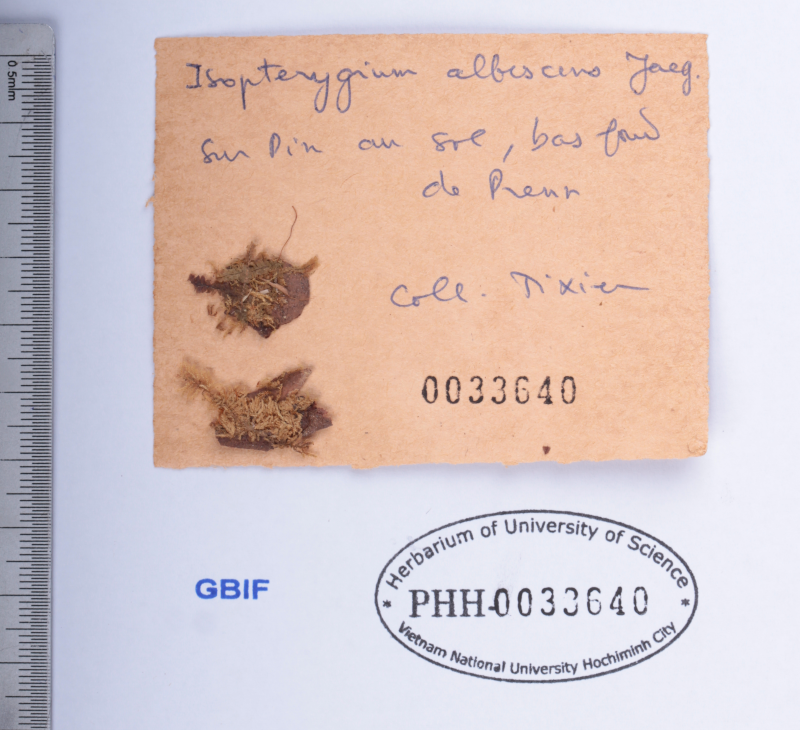 0.5mm
Isopterygium albescens Jaeg.
Sur Pin au sol, bas fond
de Prenn
Coll. Tixier
0033640
GBIF
* Herbarium of University of Science *
PHH-0033640
Vietnam National University Hochiminh City